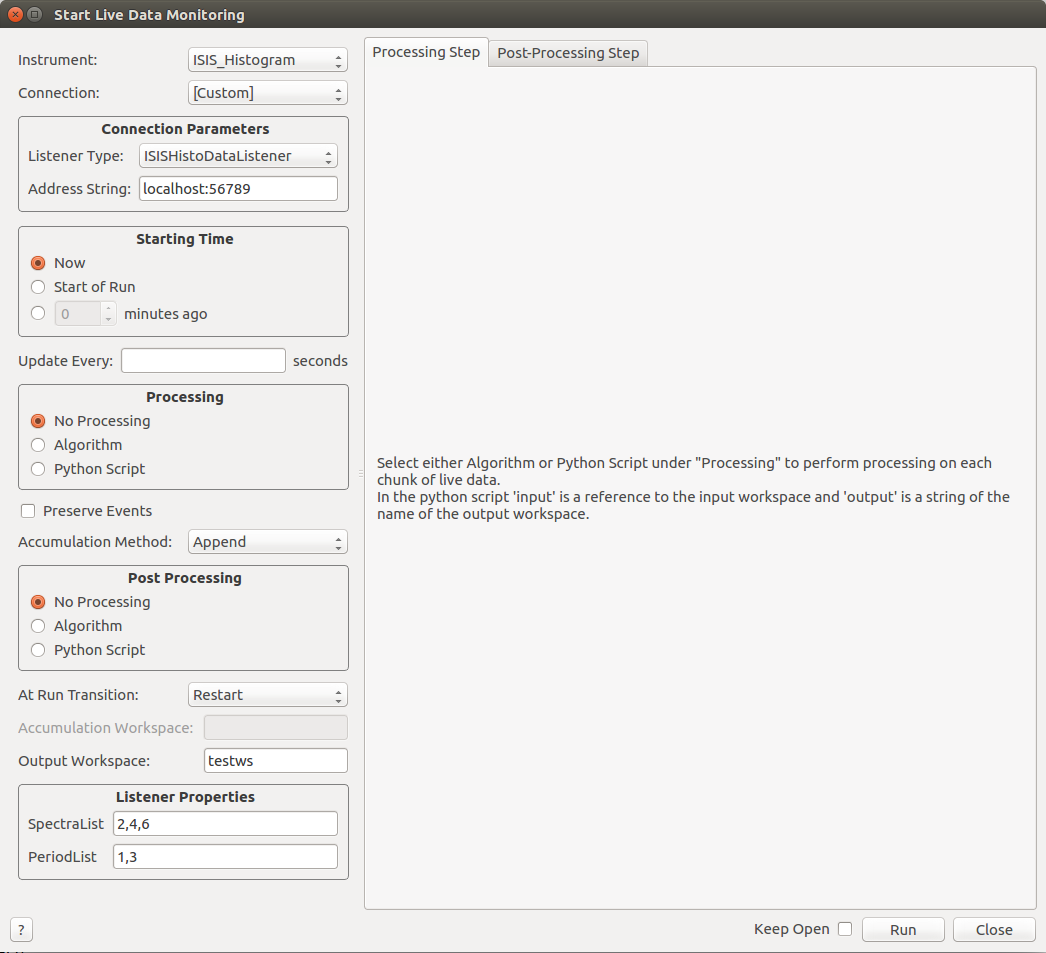 Start Live Data Monitoring
Instrument: ISIS_Histogram
Connection: [Custom]
Connection Parameters
Listener Type: ISISHistoDataListener
Address String: localhost:56789
Starting Time
Now
Start of Run
0 minutes ago
Update Every: seconds
Processing
No Processing
Algorithm
Python Script
Preserve Events
Accumulation Method: Append
Post Processing
No Processing
Algorithm
Python Script
At Run Transition: Restart
Accumulation Workspace:
Output Workspace: testws
Listener Properties
SpectraList 2,4,6
PeriodList 1,3
Processing Step Post-Processing Step
Select either Algorithm or Python Script under "Processing" to perform processing on each
chunk of live data.
In the python script 'input' is a reference to the input workspace and 'output' is a string of the
name of the output workspace.
? Keep Open Run Close